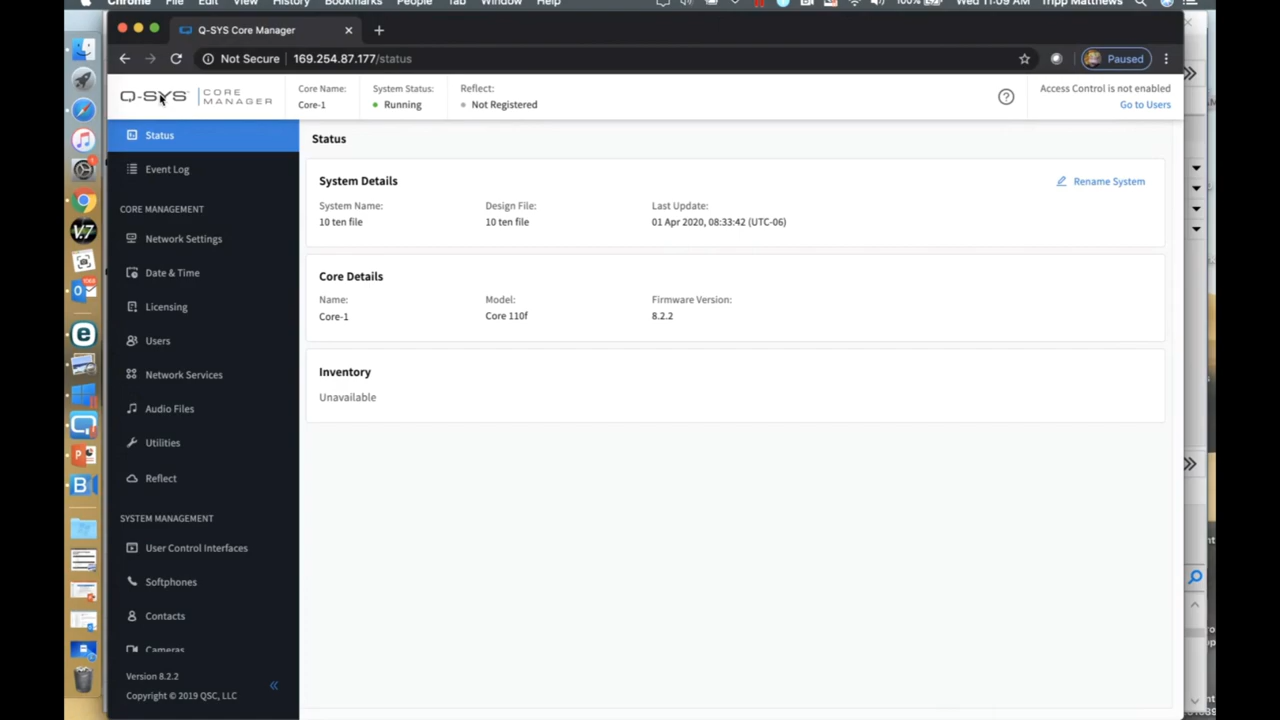 Chrome File Edit View History Bookmarks People Tab Window Help 100% Wed 11:09 AM Tripp Matthews
Q-SYS Core Manager
Not Secure 169.254.87.177/status Paused
Q-SYS CORE MANAGER
Core Name:
Core-1
System Status:
Running
Reflect:
Not Registered
Access Control is not enabled
Go to Users
Status
Event Log
CORE MANAGEMENT
Network Settings
Date & Time
Licensing
Users
Network Services
Audio Files
Utilities
Reflect
SYSTEM MANAGEMENT
User Control Interfaces
Softphones
Contacts
Cameras
Version 8.2.2
Copyright © 2019 QSC, LLC
Status
System Details
Rename System
System Name: Design File: Last Update:
10 ten file 10 ten file 01 Apr 2020, 08:33:42 (UTC-06)
Core Details
Name: Model: Firmware Version:
Core-1 Core 110f 8.2.2
Inventory
Unavailable
V.7